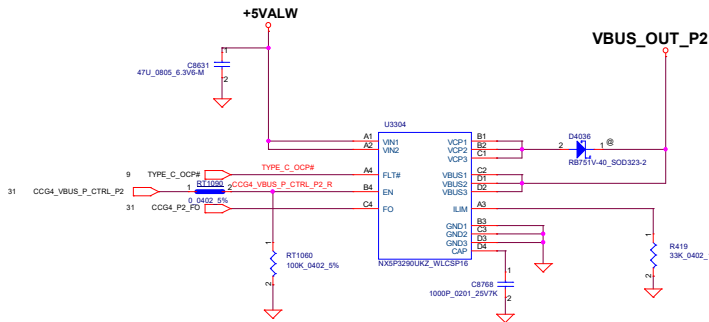 +5VALW
VBUS_OUT_P2
1
C8631
47U_0805_6.3V6-M
2
U3304
A1 VIN1 VCP1 B1
A2 VIN2 VCP2 B2
VCP3 C1
2 D4036 1 @
RB751V-40_SOD323-2
9 TYPE_C_OCP# TYPE_C_OCP# A4 FLT# VBUS1 C2
VBUS2 D1
VBUS3 D2
31 CCG4_VBUS_P_CTRL_P2 1 RT1090 2 CCG4_VBUS_P_CTRL_P2_R B4 EN
0_0402_5%
31 CCG4_P2_FO C4 FO ILIM A3
GND1 B3
GND2 C3
GND3 D3
CAP D4
NX5P3290UKZ_WLCSP16
1
RT1060
100K_0402_5%
2
1
C8768
1000P_0201_25V7K
2
1
R419
33K_0402_
2